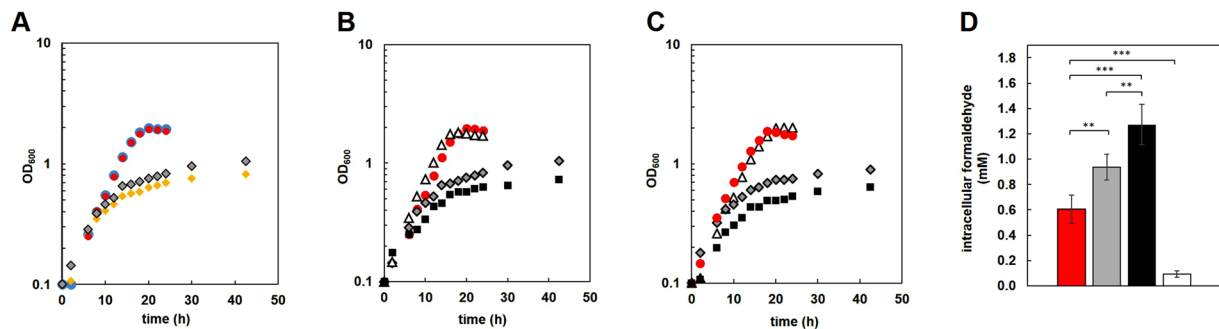 A
10
1
0.1
OD600
0 10 20 30 40 50
time (h)
B
10
1
0.1
OD600
0 10 20 30 40 50
time (h)
C
10
1
0.1
OD600
0 10 20 30 40 50
time (h)
D
intracellular formaldehyde
(mM)
1.8
1.6
1.4
1.2
1.0
0.8
0.6
0.4
0.2
0.0
***
***
**
**